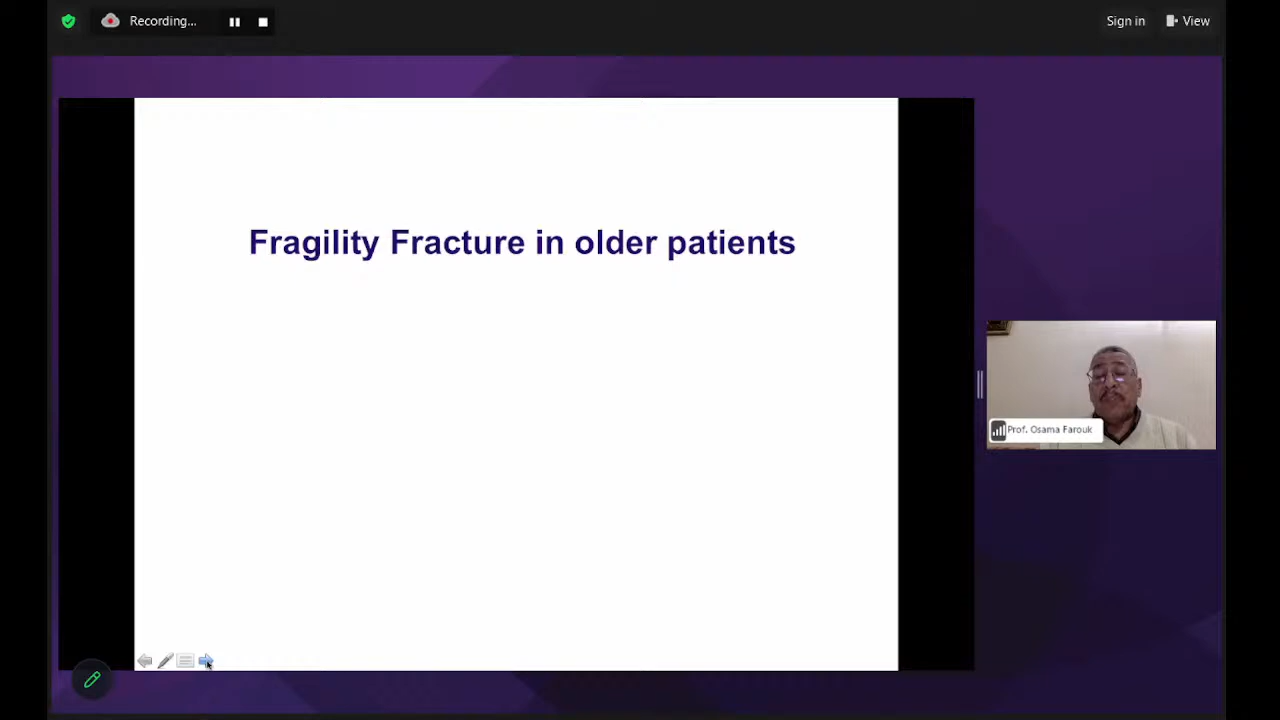 Recording...
Sign in
View
Fragility Fracture in older patients
Prof. Osama Farouk